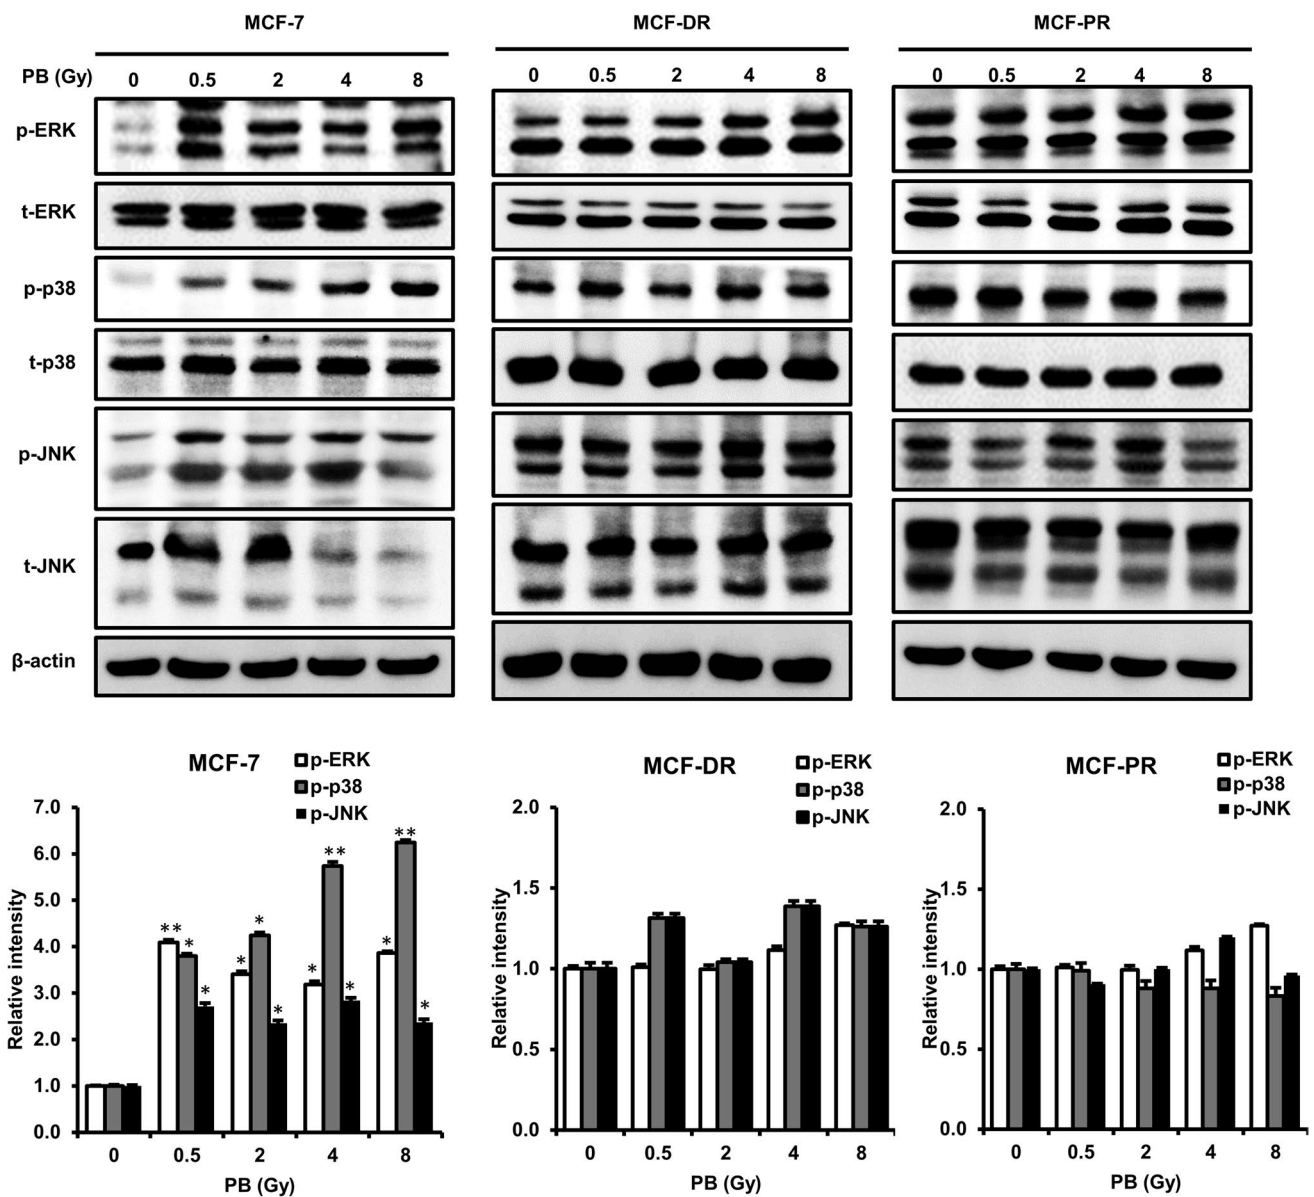 MCF-7 MCF-DR MCF-PR
PB (Gy) 0 0.5 2 4 8 0 0.5 2 4 8 0 0.5 2 4 8
p-ERK
t-ERK
p-p38
t-p38
p-JNK
t-JNK
β-actin
MCF-7
p-ERK
p-p38
p-JNK
Relative intensity
7.0
6.0
5.0
4.0
3.0
2.0
1.0
0.0
** * *
* * *
* ** *
* ** *
0 0.5 2 4 8
PB (Gy)
MCF-DR
p-ERK
p-p38
p-JNK
Relative intensity
2.0
1.5
1.0
0.5
0.0
0 0.5 2 4 8
PB (Gy)
MCF-PR
p-ERK
p-p38
p-JNK
Relative intensity
2.0
1.5
1.0
0.5
0.0
0 0.5 2 4 8
PB (Gy)